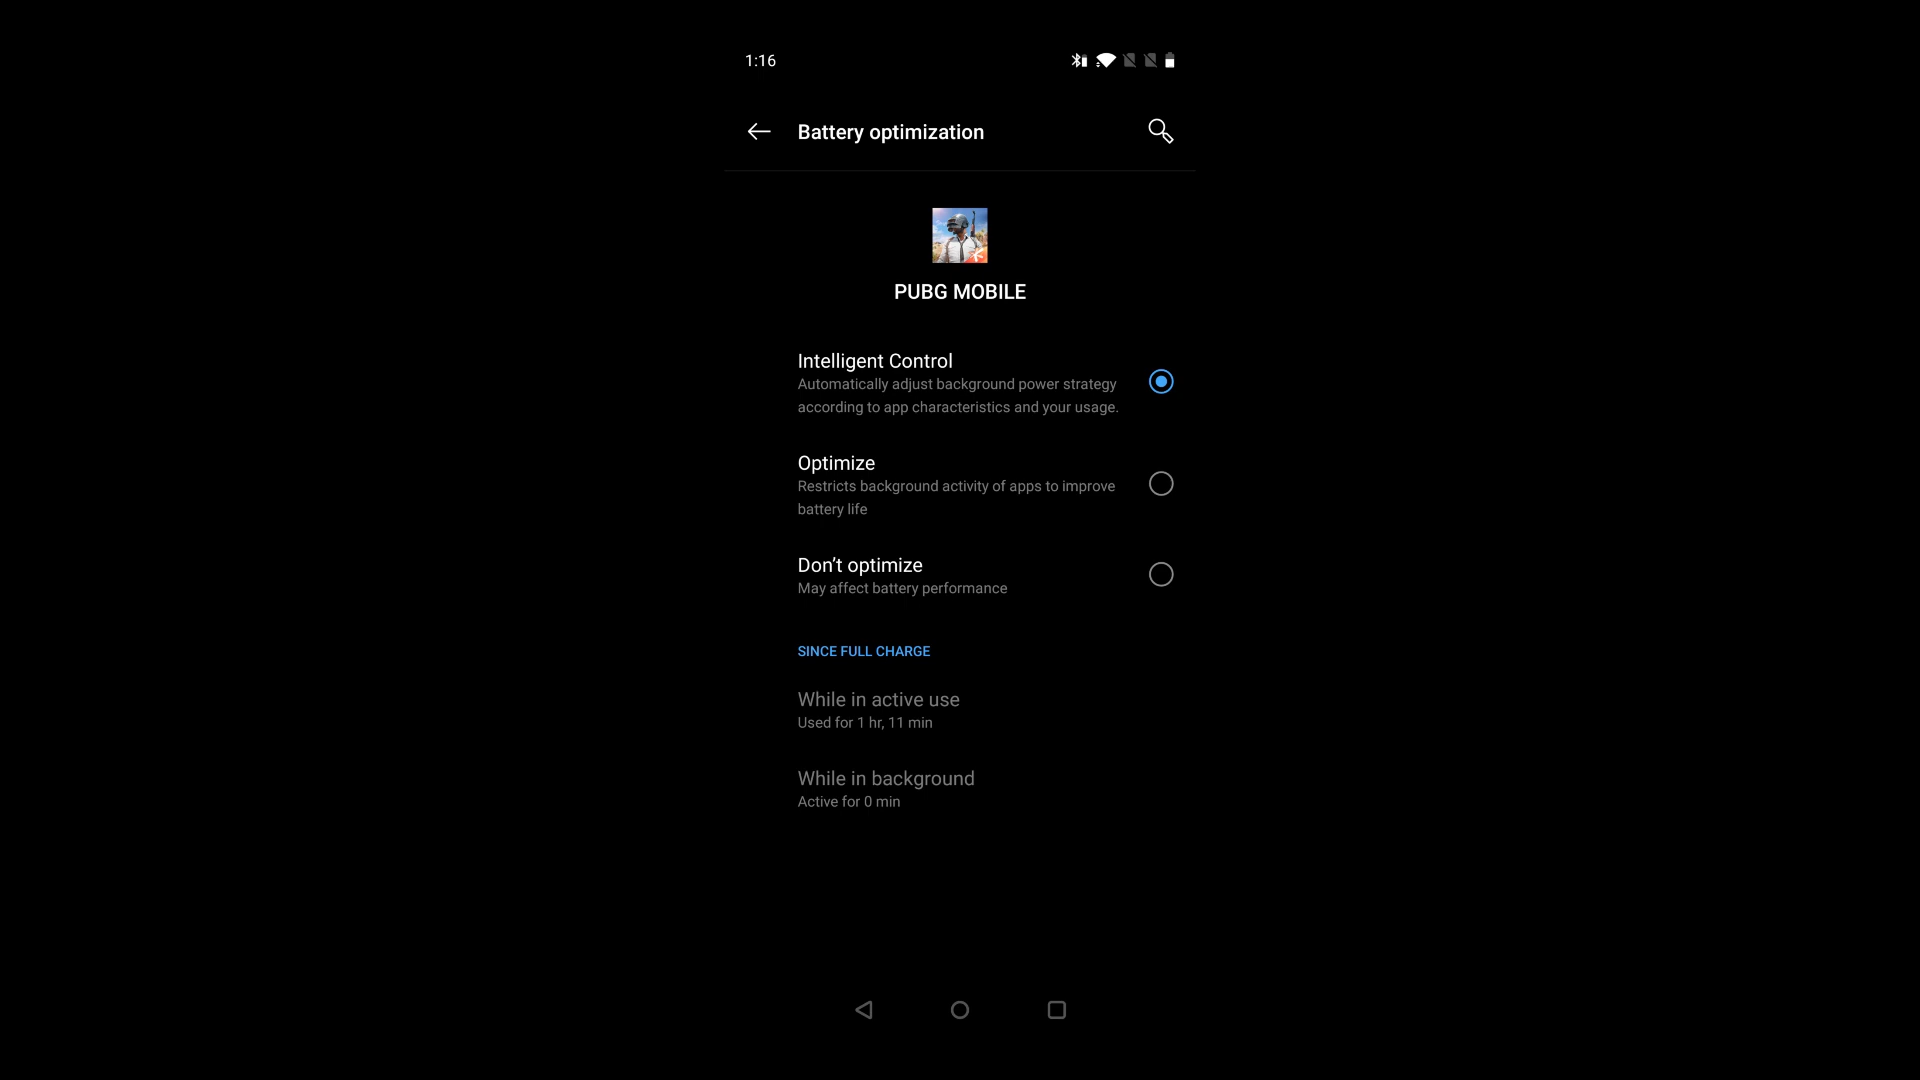 1:16
Battery optimization
PUBG MOBILE
Intelligent Control
Automatically adjust background power strategy
according to app characteristics and your usage.
Optimize
Restricts background activity of apps to improve
battery life
Don’t optimize
May affect battery performance
SINCE FULL CHARGE
While in active use
Used for 1 hr, 11 min
While in background
Active for 0 min